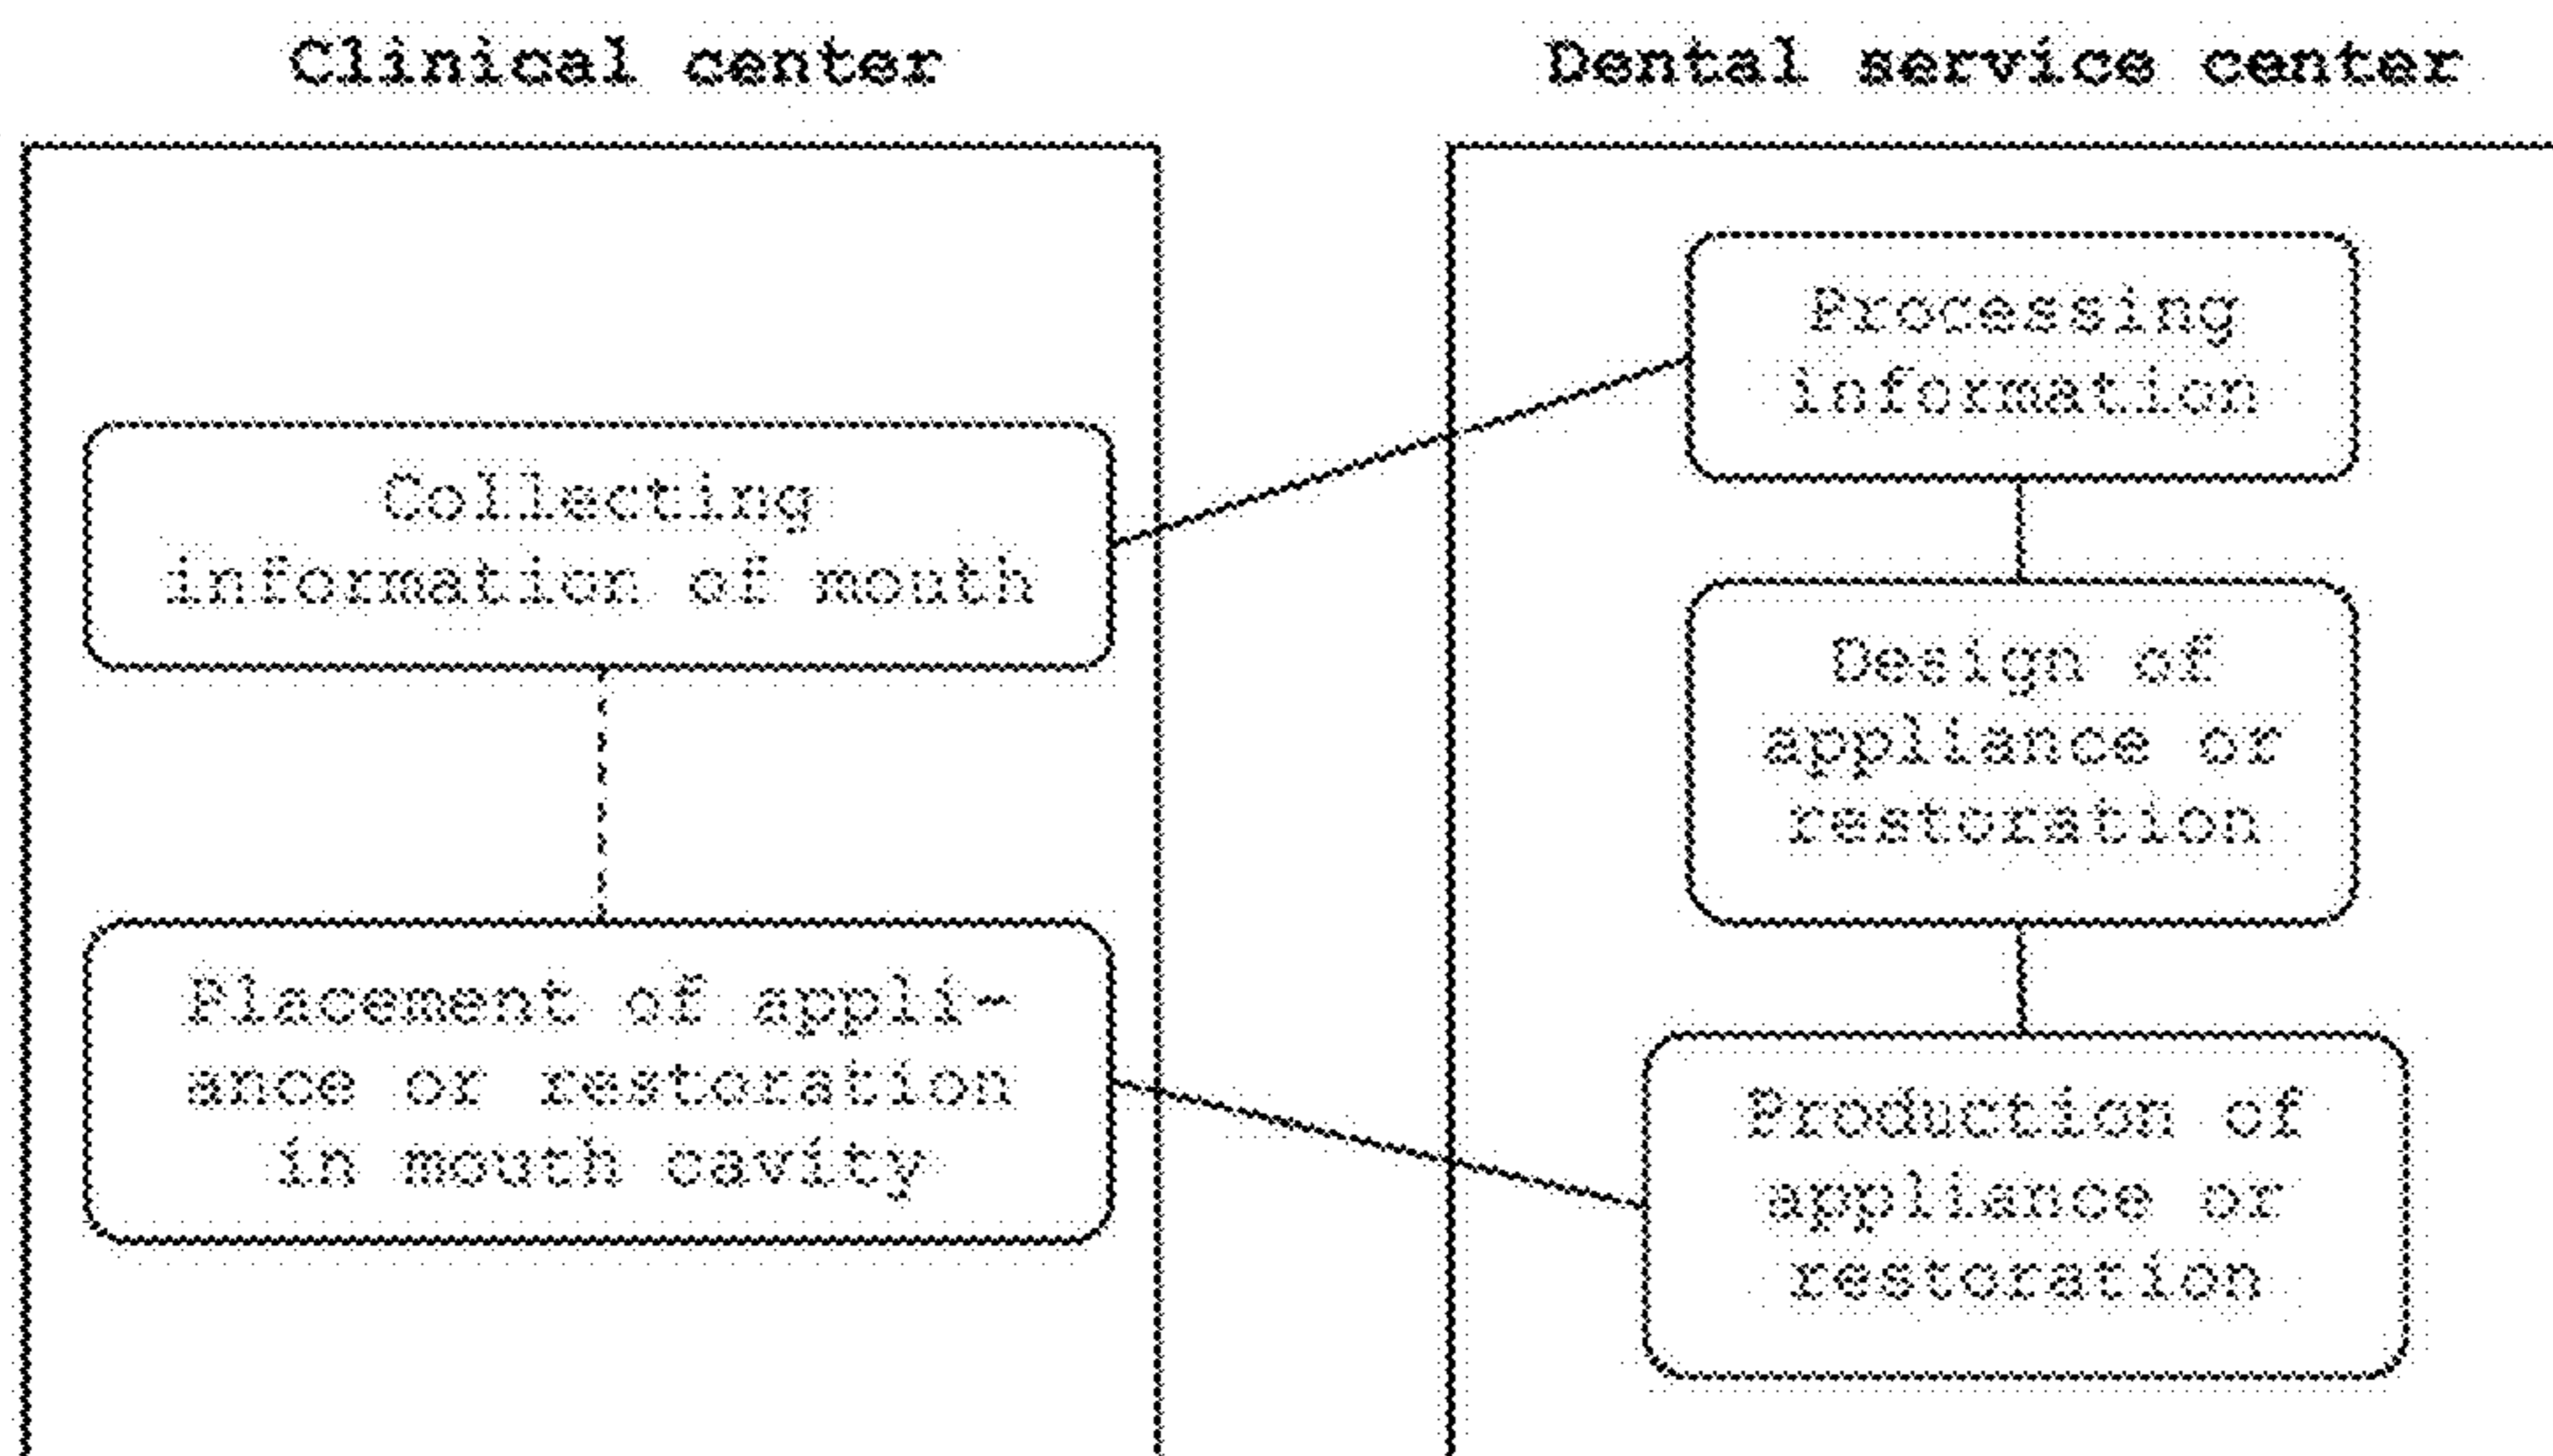 Clinical center
Collecting
information of mouth
Placement of appli-
ance or restoration
in mouth cavity
Dental service center
Processing
information
Design of
appliance or
restoration
Production of
appliance or
restoration